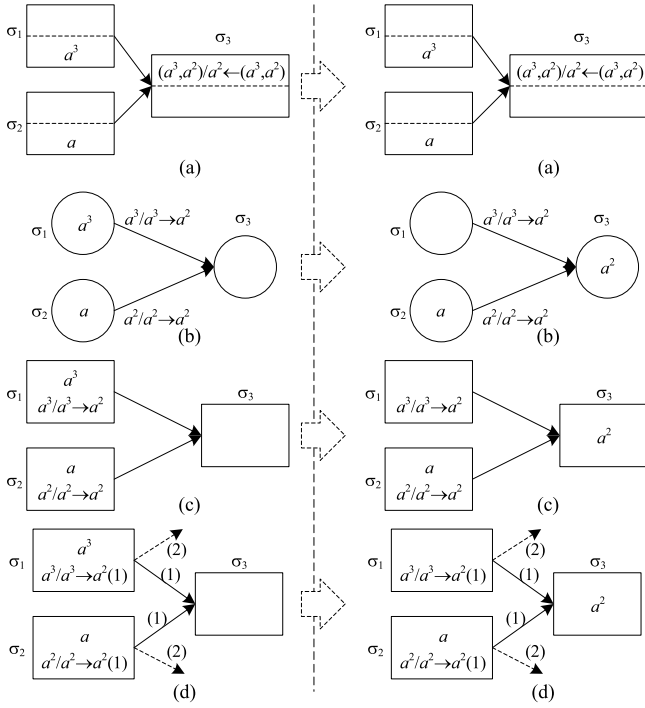 σ1 a³ σ3 (a³,a²)/a²←(a³,a²) σ2 a
(a)
σ1 a³ σ3 (a³,a²)/a²←(a³,a²) σ2 a
(a)
σ1 a³ a³/a³→a² σ3
σ2 a a²/a²→a²
(b)
σ1 a³/a³→a² σ3 a²
σ2 a a²/a²→a²
(b)
σ1 a³
a³/a³→a² σ3
σ2 a
a²/a²→a²
(c)
σ1 a³/a³→a² σ3 a²
σ2 a
a²/a²→a²
(c)
σ1 a³
a³/a³→a²(1) (2) (1) σ3
σ2 a
a²/a²→a²(1) (1) (2)
(d)
σ1 a³/a³→a²(1) (2) (1) σ3 a²
σ2 a
a²/a²→a²(1) (1) (2)
(d)